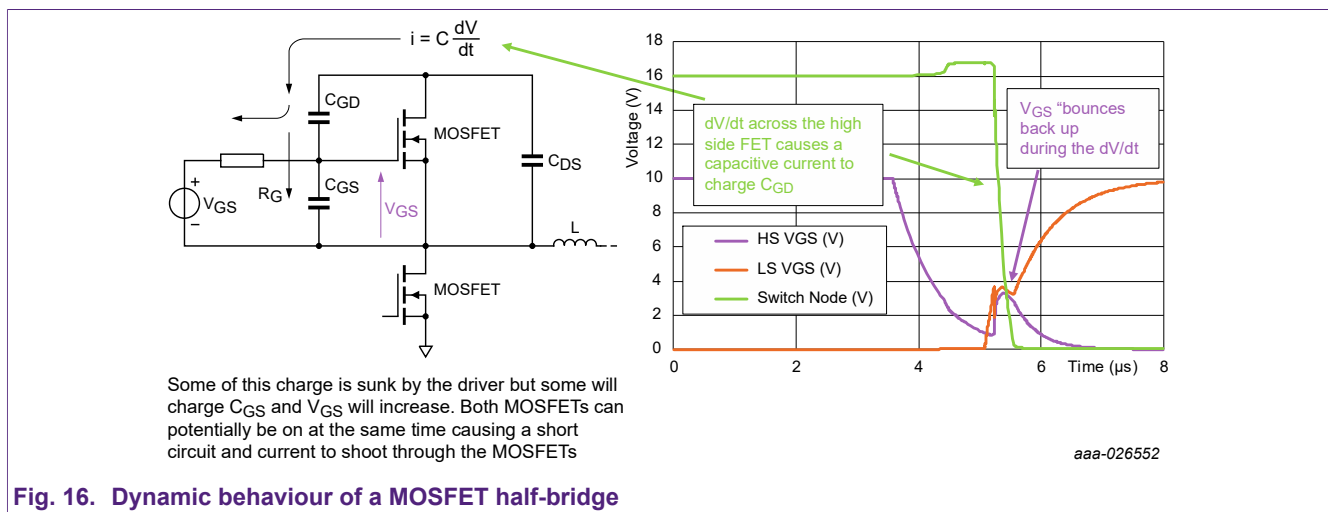 i = C dV
dt
CGD
MOSFET
CDS
RG
CGS
+
VGS
−
VGS
L
MOSFET
Some of this charge is sunk by the driver but some will
charge CGS and VGS will increase. Both MOSFETs can
potentially be on at the same time causing a short
circuit and current to shoot through the MOSFETs
18
16
14
12
10
8
6
4
2
0
Voltage (V)
dV/dt across the high
side FET causes a
capacitive current to
charge CGD
VGS “bounces
back up
during the dV/dt
HS VGS (V)
LS VGS (V)
Switch Node (V)
0
2
4
6
Time (µs)
8
aaa-026552
Fig. 16. Dynamic behaviour of a MOSFET half-bridge